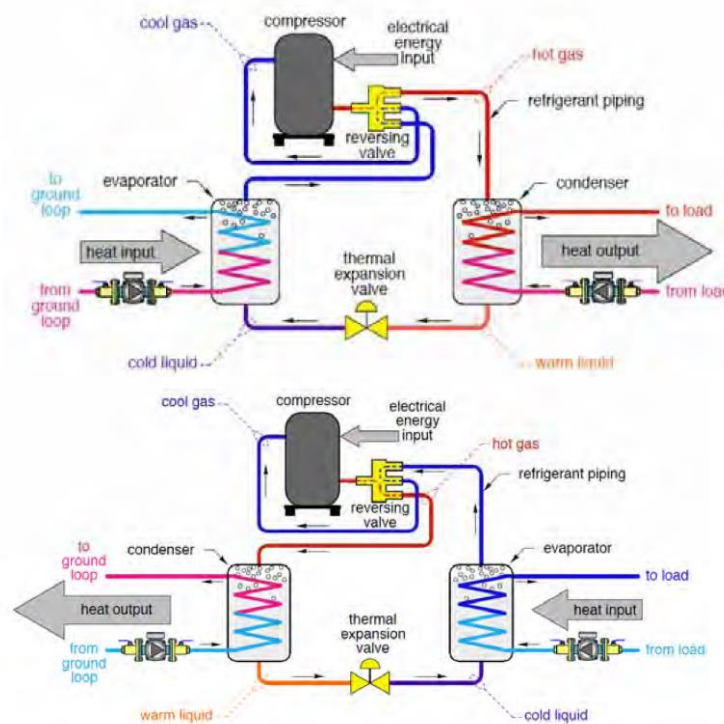 cool gas
compressor
electrical
energy
input
hot gas
refrigerant piping
reversing
valve
to
ground
loop
evaporator
condenser
to load
heat input
thermal
expansion
valve
heat output
from
ground
loop
from load
cold liquid
warm liquid
cool gas
compressor
electrical
energy
input
hot gas
refrigerant piping
reversing
valve
to
ground
loop
condenser
evaporator
to load
heat output
thermal
expansion
valve
heat input
from
ground
loop
from load
warm liquid
cold liquid